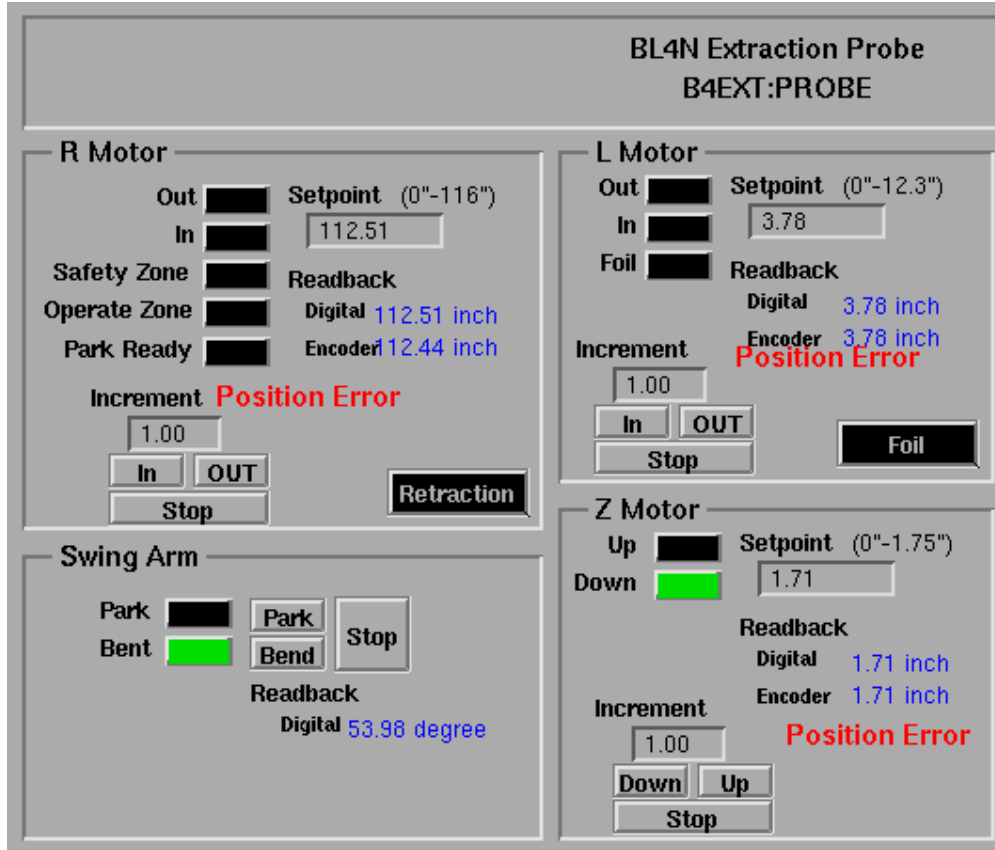 BL4N Extraction Probe
B4EXT:PROBE
R Motor
Out
Setpoint (0"-116")
In
112.51
Safety Zone
Readback
Operate Zone
Digital 112.51 inch
Park Ready
Encoder 112.44 inch
Increment
Position Error
1.00
In OUT
Stop
Retraction
L Motor
Out
Setpoint (0"-12.3")
In
3.78
Foil
Readback
Digital 3.78 inch
Encoder 3.78 inch
Increment
Position Error
1.00
In OUT
Stop
Foil
Swing Arm
Park
Park
Stop
Bent
Bend
Readback
Digital 53.98 degree
Z Motor
Up
Setpoint (0"-1.75")
Down
1.71
Readback
Digital 1.71 inch
Encoder 1.71 inch
Increment
Position Error
1.00
Down Up
Stop